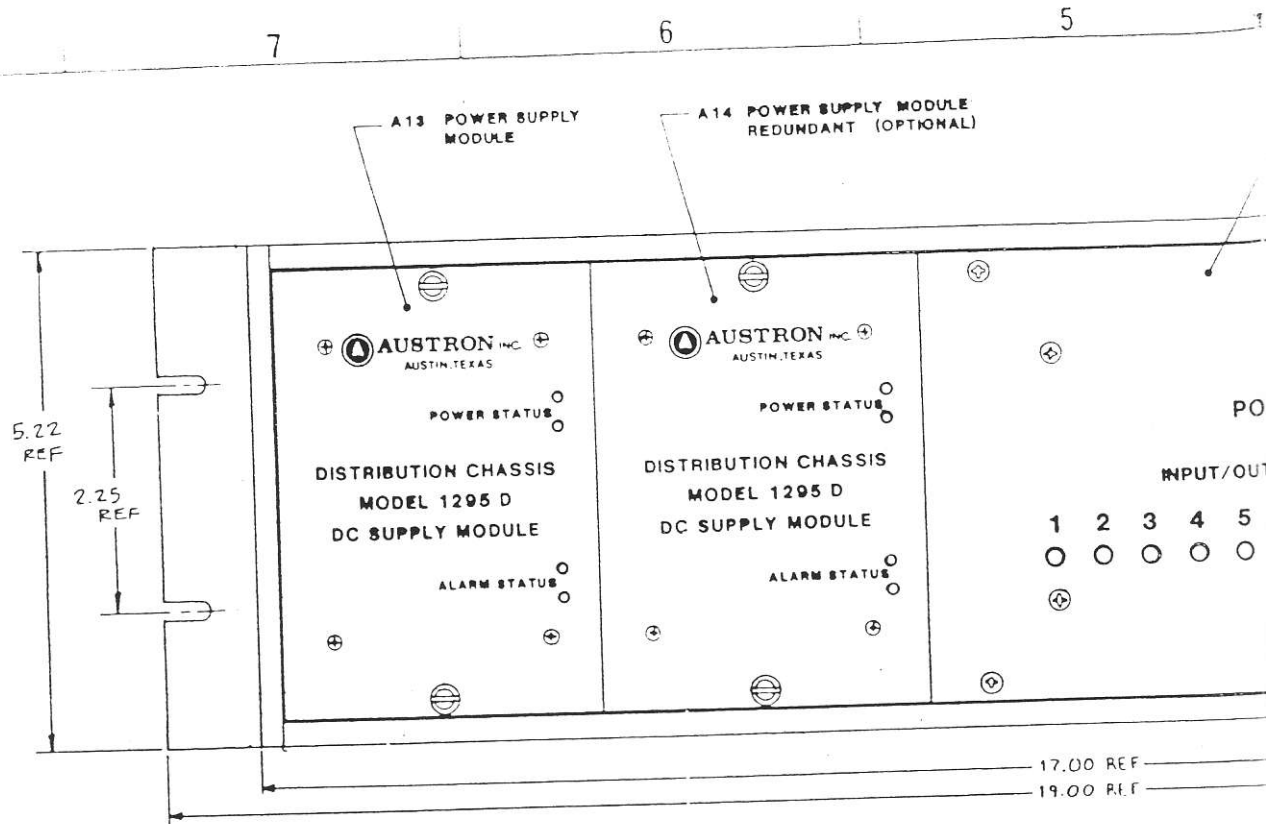 7 6 5
A13 POWER SUPPLY
MODULE
A14 POWER SUPPLY MODULE
REDUNDANT (OPTIONAL)
AUSTRON INC.
AUSTIN, TEXAS
POWER STATUS
DISTRIBUTION CHASSIS
MODEL 1295 D
DC SUPPLY MODULE
ALARM STATUS
AUSTRON INC.
AUSTIN, TEXAS
POWER STATUS
DISTRIBUTION CHASSIS
MODEL 1295 D
DC SUPPLY MODULE
ALARM STATUS
PO
INPUT/OUT
1 2 3 4 5
5.22
REF
2.25
REF
17.00 REF
19.00 REF